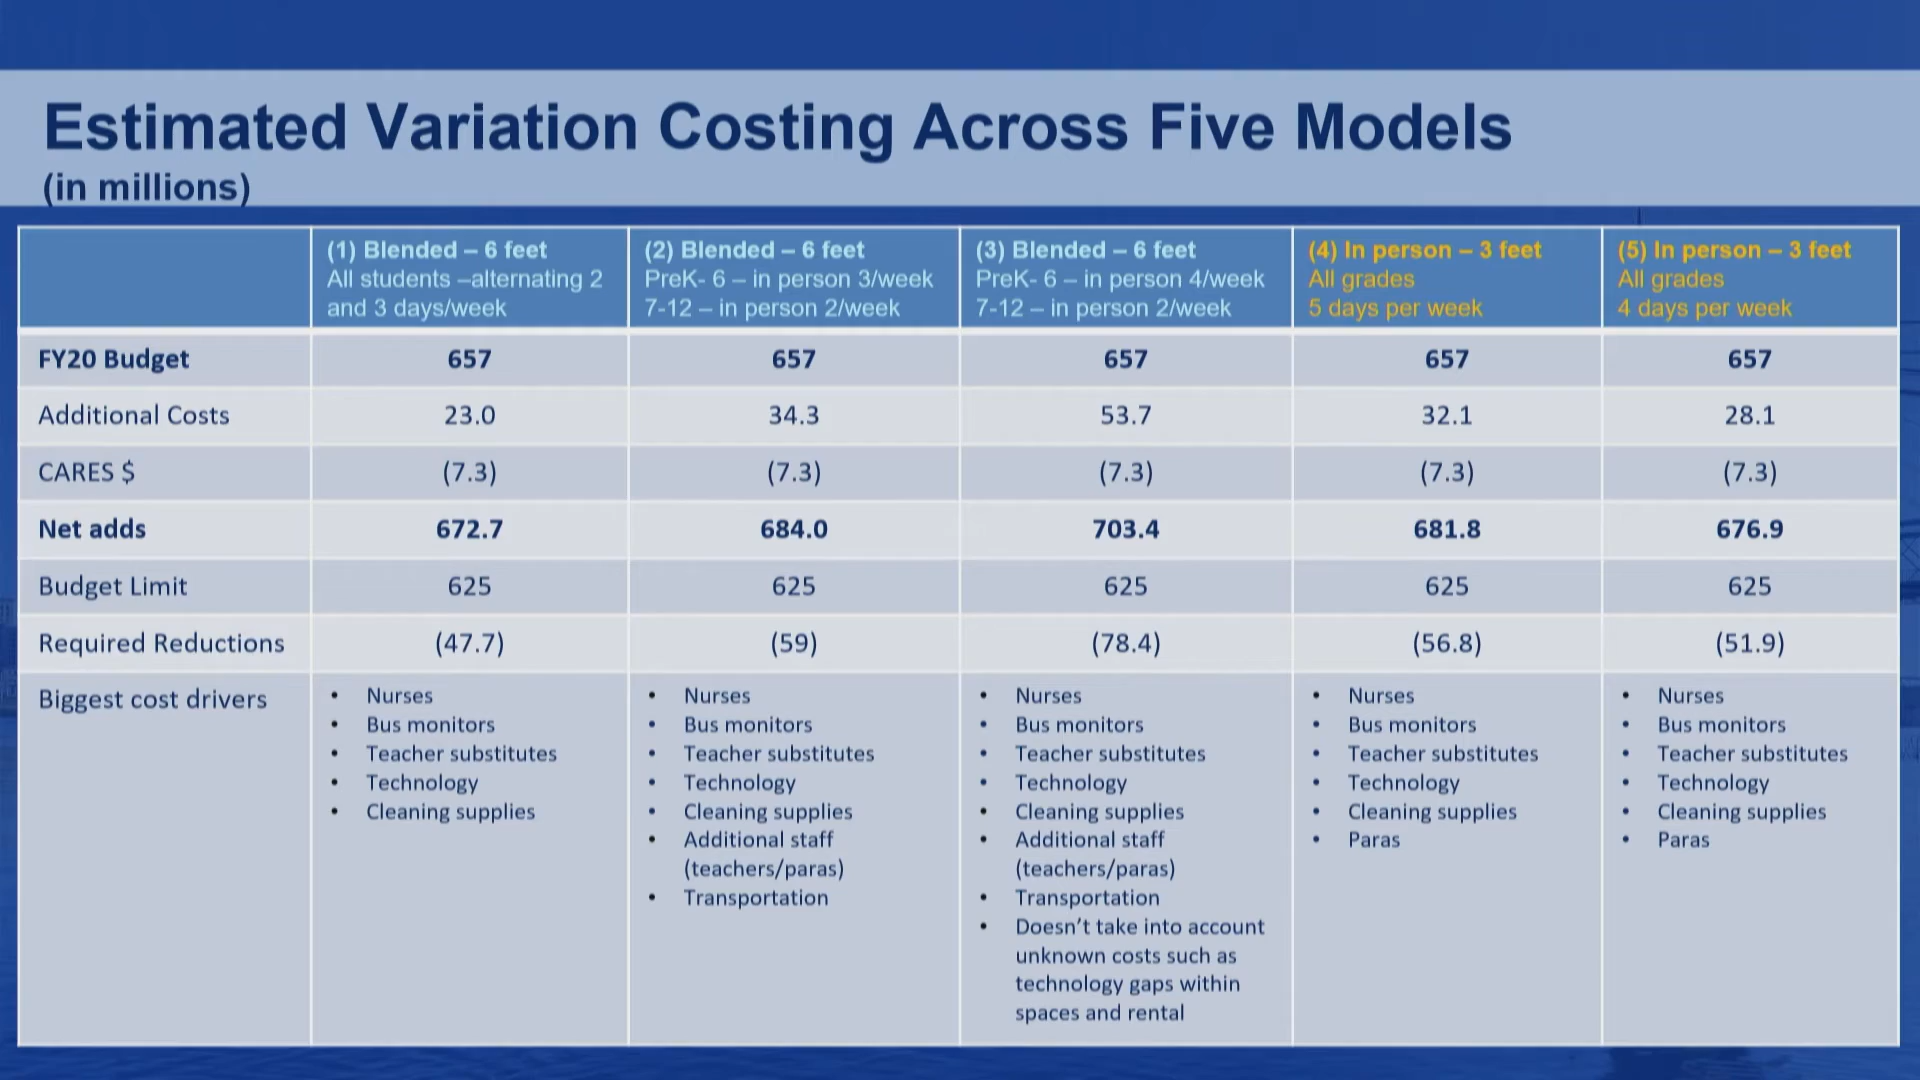 Estimated Variation Costing Across Five Models
(in millions)
(1) Blended – 6 feet
All students –alternating 2
and 3 days/week
(2) Blended – 6 feet
PreK- 6 – in person 3/week
7-12 – in person 2/week
(3) Blended – 6 feet
PreK- 6 – in person 4/week
7-12 – in person 2/week
(4) In person – 3 feet
All grades
5 days per week
(5) In person – 3 feet
All grades
4 days per week
FY20 Budget 657 657 657 657 657
Additional Costs 23.0 34.3 53.7 32.1 28.1
CARES $ (7.3) (7.3) (7.3) (7.3) (7.3)
Net adds 672.7 684.0 703.4 681.8 676.9
Budget Limit 625 625 625 625 625
Required Reductions (47.7) (59) (78.4) (56.8) (51.9)
Biggest cost drivers
• Nurses
• Bus monitors
• Teacher substitutes
• Technology
• Cleaning supplies
• Nurses
• Bus monitors
• Teacher substitutes
• Technology
• Cleaning supplies
• Additional staff
(teachers/paras)
• Transportation
• Nurses
• Bus monitors
• Teacher substitutes
• Technology
• Cleaning supplies
• Additional staff
(teachers/paras)
• Transportation
• Doesn't take into account
unknown costs such as
technology gaps within
spaces and rental
• Nurses
• Bus monitors
• Teacher substitutes
• Technology
• Cleaning supplies
• Paras
• Nurses
• Bus monitors
• Teacher substitutes
• Technology
• Cleaning supplies
• Paras